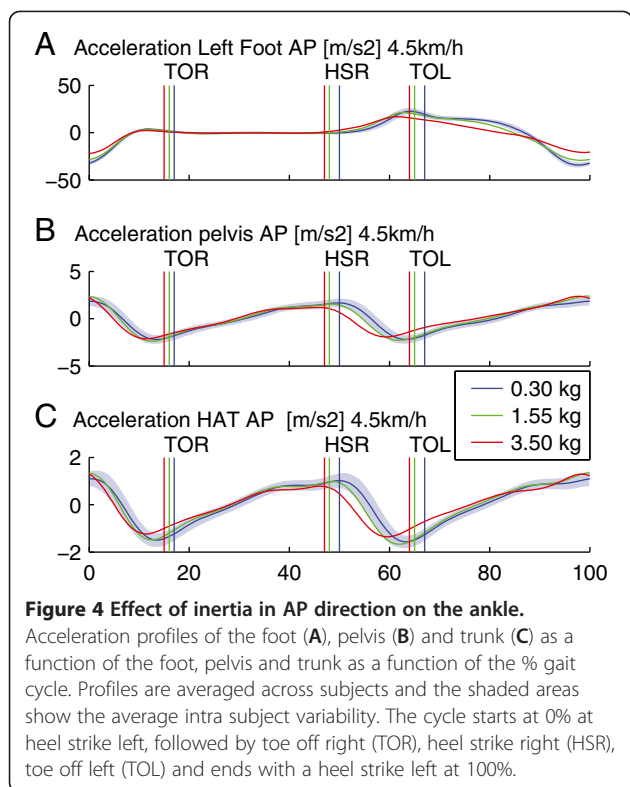 A Acceleration Left Foot AP [m/s2] 4.5km/h
TOR HSR TOL
50
0
−50
B Acceleration pelvis AP [m/s2] 4.5km/h
TOR HSR TOL
5
0
−5
0.30 kg
1.55 kg
3.50 kg
C Acceleration HAT AP [m/s2] 4.5km/h
TOR HSR TOL
2
0
−2
0 20 40 60 80 100
Figure 4 Effect of inertia in AP direction on the ankle.
Acceleration profiles of the foot (A), pelvis (B) and trunk (C) as a
function of the foot, pelvis and trunk as a function of the % gait
cycle. Profiles are averaged across subjects and the shaded areas
show the average intra subject variability. The cycle starts at 0% at
heel strike left, followed by toe off right (TOR), heel strike right (HSR),
toe off left (TOL) and ends with a heel strike left at 100%.